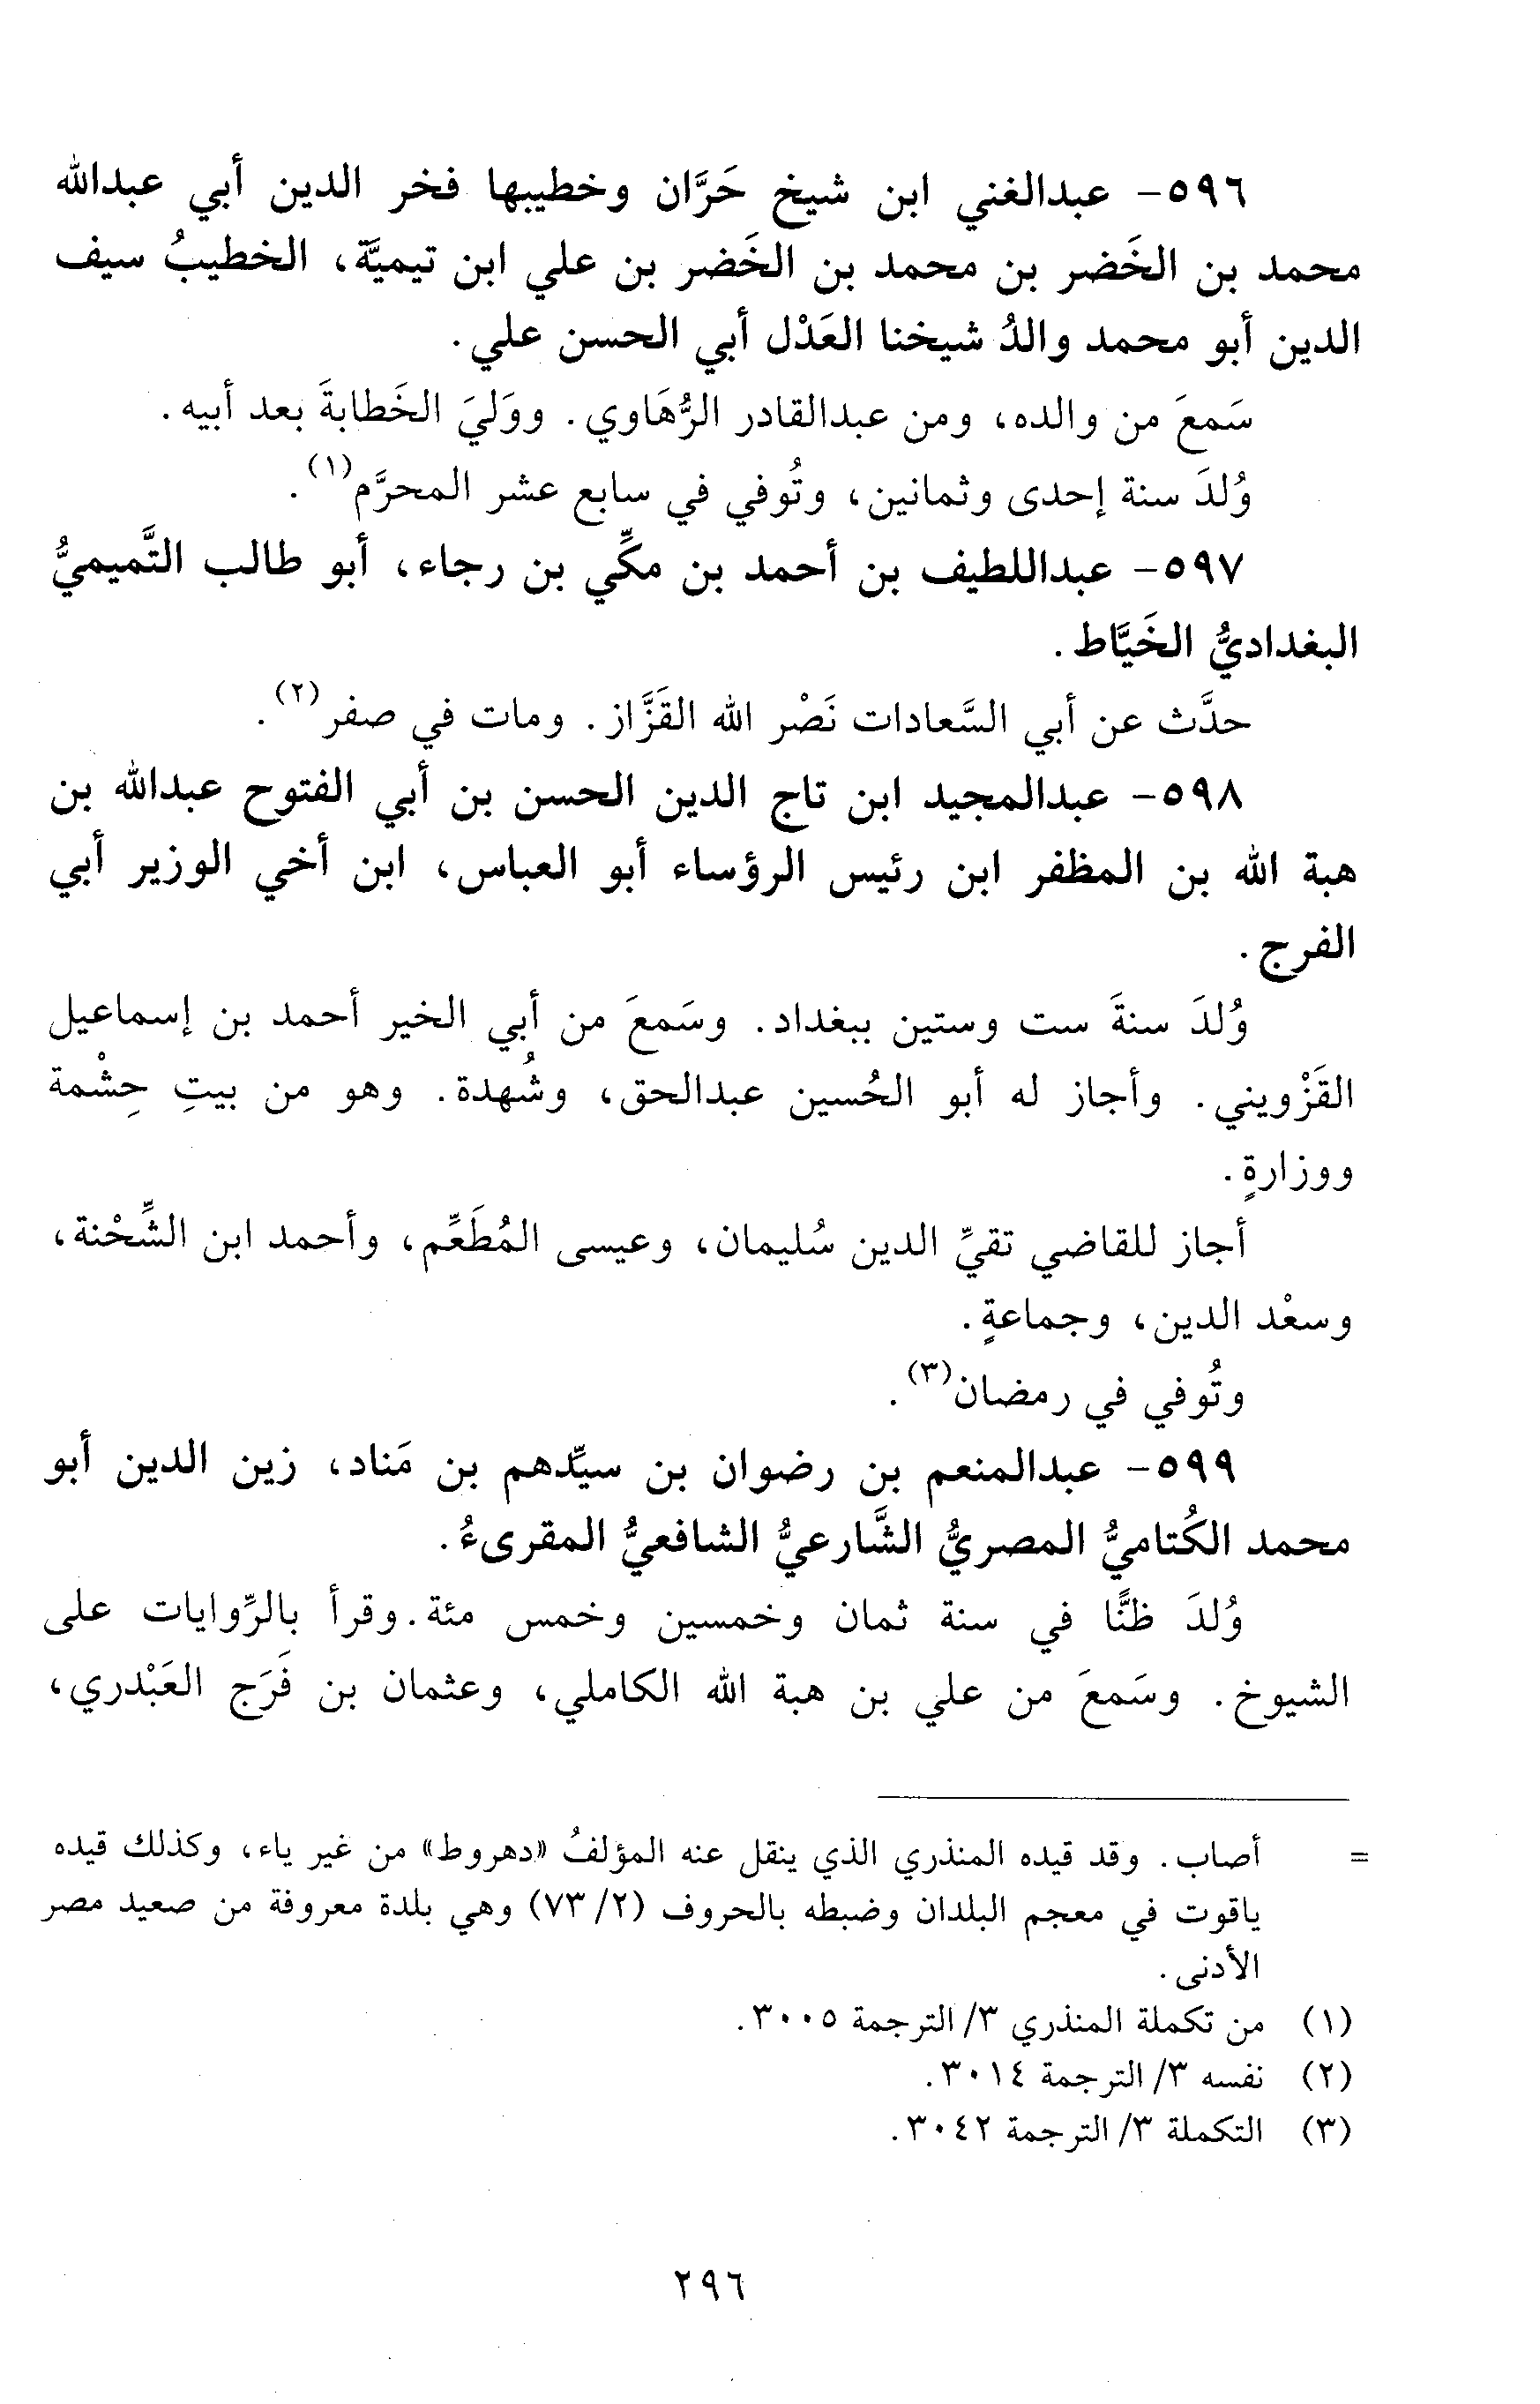 ٥٩٦- عبدالغني ابن شيخ حَرَّان وخطيبها فخر الدين أبي عبدالله
محمد بن الخَضر بن محمد بن الخَضر بن علي ابن تيميَّة، الخطيبُ سيف
الدين أبو محمد والدُ شيخنا العَدْل أبي الحسن علي.
سَمعَ من والده، ومن عبدالقادر الرُّهَاوي. ووَليَ الخَطابةَ بعد أبيه.
وُلدَ سنة إحدى وثمانين، وتُوفي في سابع عشر المحرَّم(١).
٥٩٧- عبداللطيف بن أحمد بن مكِّي بن رجاء، أبو طالب التَّميميُّ
البغداديُّ الخَيَّاط.
حدَّث عن أبي السَّعادات نَصْر الله القَزَّاز. ومات في صفر(٢).
٥٩٨- عبدالمجيد ابن تاج الدين الحسن بن أبي الفتوح عبدالله بن
هبة الله بن المظفر ابن رئيس الرؤساء أبو العباس، ابن أخي الوزير أبي
الفرج.
وُلدَ سنةَ ست وستين ببغداد. وسَمعَ من أبي الخير أحمد بن إسماعيل
القَزْويني. وأجاز له أبو الحُسين عبدالحق، وشُهدة. وهو من بيتِ حِشْمة
ووزارةٍ.
أجاز للقاضي تقيِّ الدين سُليمان، وعيسى المُطَعِّم، وأحمد ابن الشِّحْنة،
وسعْد الدين، وجماعةٍ.
وتُوفي في رمضان(٣).
٥٩٩- عبدالمنعم بن رضوان بن سيِّدهم بن مَناد، زين الدين أبو
محمد الكُتاميُّ المصريُّ الشَّارعيُّ الشافعيُّ المقرىءُ.
وُلدَ ظنًّا في سنة ثمان وخمسين وخمس مئة. وقرأ بالرِّوايات على
الشيوخ. وسَمعَ من علي بن هبة الله الكاملي، وعثمان بن فَرَج العَبْدري،
= أصاب. وقد قيده المنذري الذي ينقل عنه المؤلفُ «دهروط» من غير ياء، وكذلك قيده
ياقوت في معجم البلدان وضبطه بالحروف (٢/ ٧٣) وهي بلدة معروفة من صعيد مصر
الأدنى.
(١) من تكملة المنذري ٣/ الترجمة ٣٠٠٥.
(٢) نفسه ٣/ الترجمة ٣٠١٤.
(٣) التكملة ٣/ الترجمة ٣٠٤٢.
٢٩٦